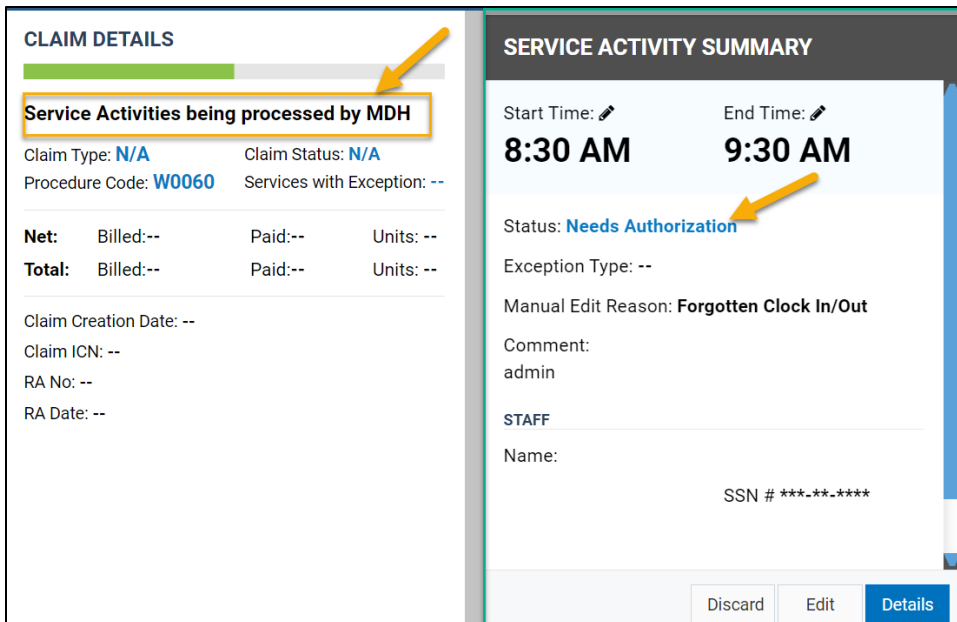 CLAIM DETAILS
Service Activities being processed by MDH
Claim Type: N/A Claim Status: N/A
Procedure Code: W0060 Services with Exception: --
Net: Billed:-- Paid:-- Units: --
Total: Billed:-- Paid:-- Units: --
Claim Creation Date: --
Claim ICN: --
RA No: --
RA Date: --
SERVICE ACTIVITY SUMMARY
Start Time: End Time:
8:30 AM 9:30 AM
Status: Needs Authorization
Exception Type: --
Manual Edit Reason: Forgotten Clock In/Out
Comment:
admin
STAFF
Name:
SSN # ***-**-****
Discard Edit Details